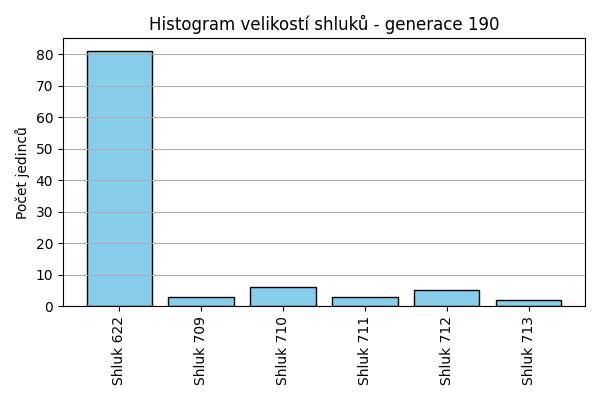 Histogram velikostí shluků - generace 190
Počet jedinců
80
70
60
50
40
30
20
10
0
Shluk 622
Shluk 709
Shluk 710
Shluk 711
Shluk 712
Shluk 713